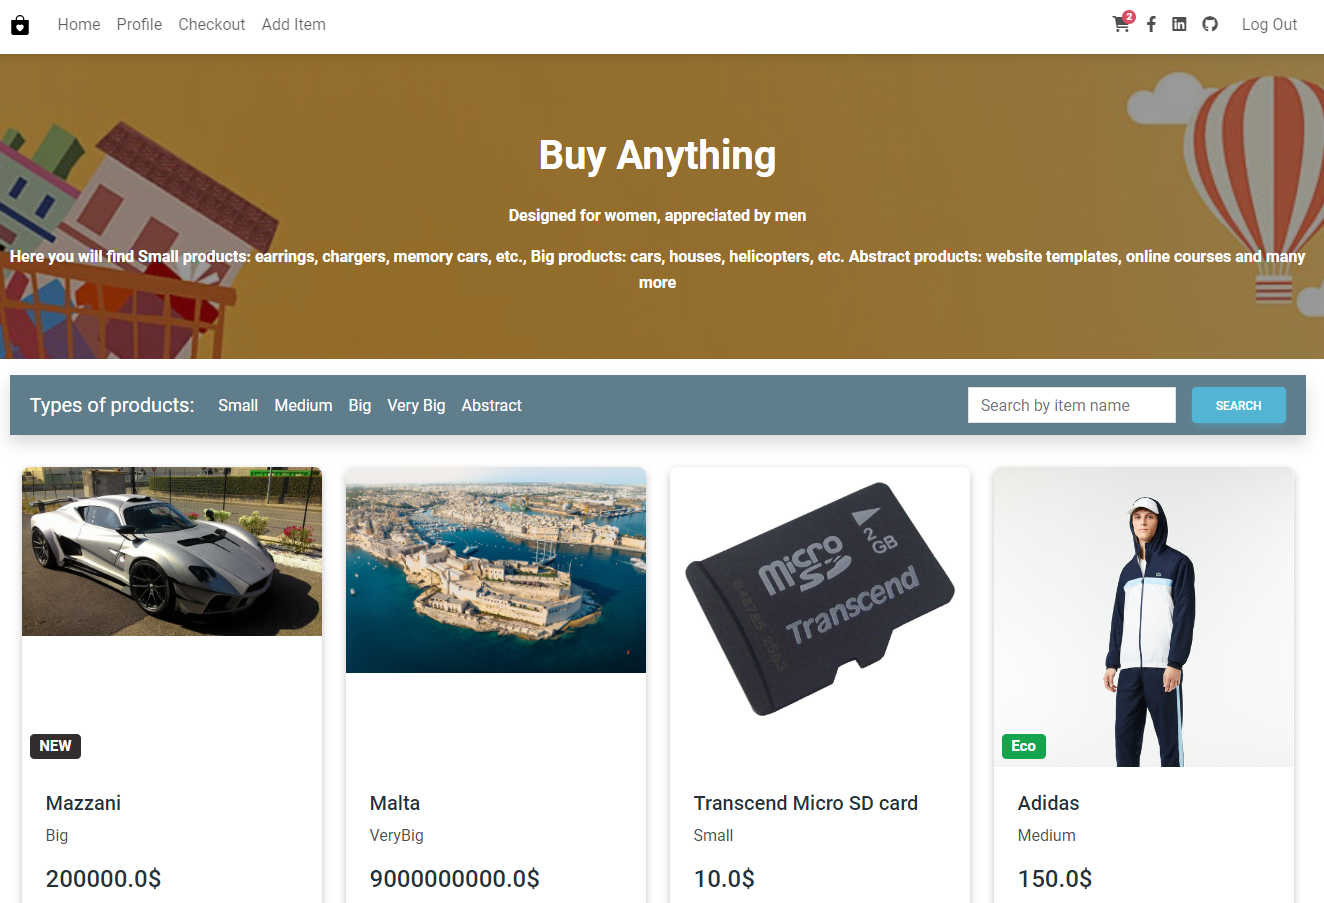 Home Profile Checkout Add Item
2
Log Out
Buy Anything
Designed for women, appreciated by men
Here you will find Small products: earrings, chargers, memory cars, etc., Big products: cars, houses, helicopters, etc. Abstract products: website templates, online courses and many
more
Types of products: Small Medium Big Very Big Abstract
Search by item name
SEARCH
Micro
SD
2
GB
Transcend
NEW
Eco
Mazzani
Big
200000.0$
Malta
VeryBig
9000000000.0$
Transcend Micro SD card
Small
10.0$
Adidas
Medium
150.0$